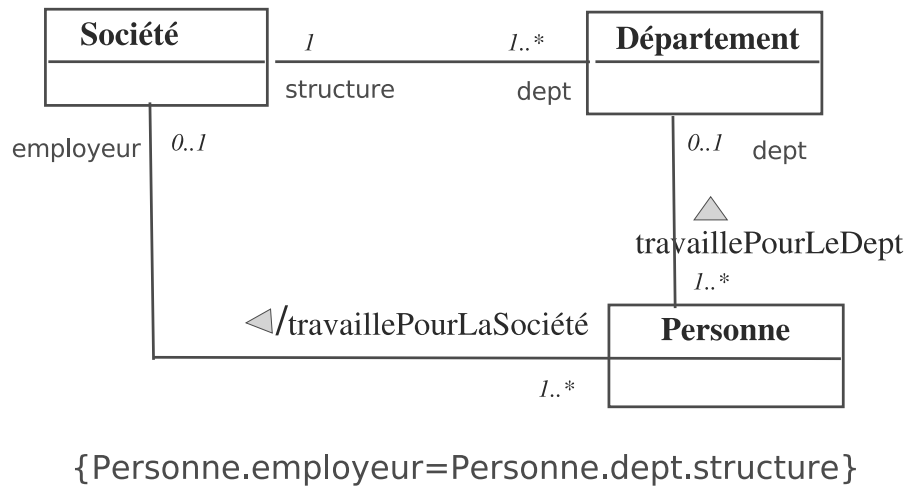 Société
1
1..*
Département
structure
dept
employeur
0..1
0..1
dept
travaillePourLeDept
1..*
/travaillePourLaSociété
Personne
1..*
{Personne.employeur=Personne.dept.structure}